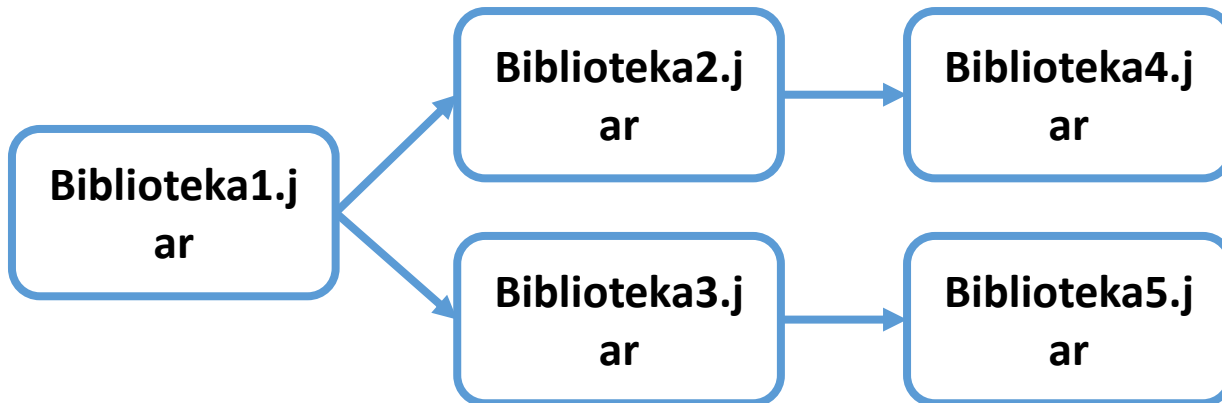 Biblioteka1.j
ar
Biblioteka2.j
ar
Biblioteka4.j
ar
Biblioteka3.j
ar
Biblioteka5.j
ar